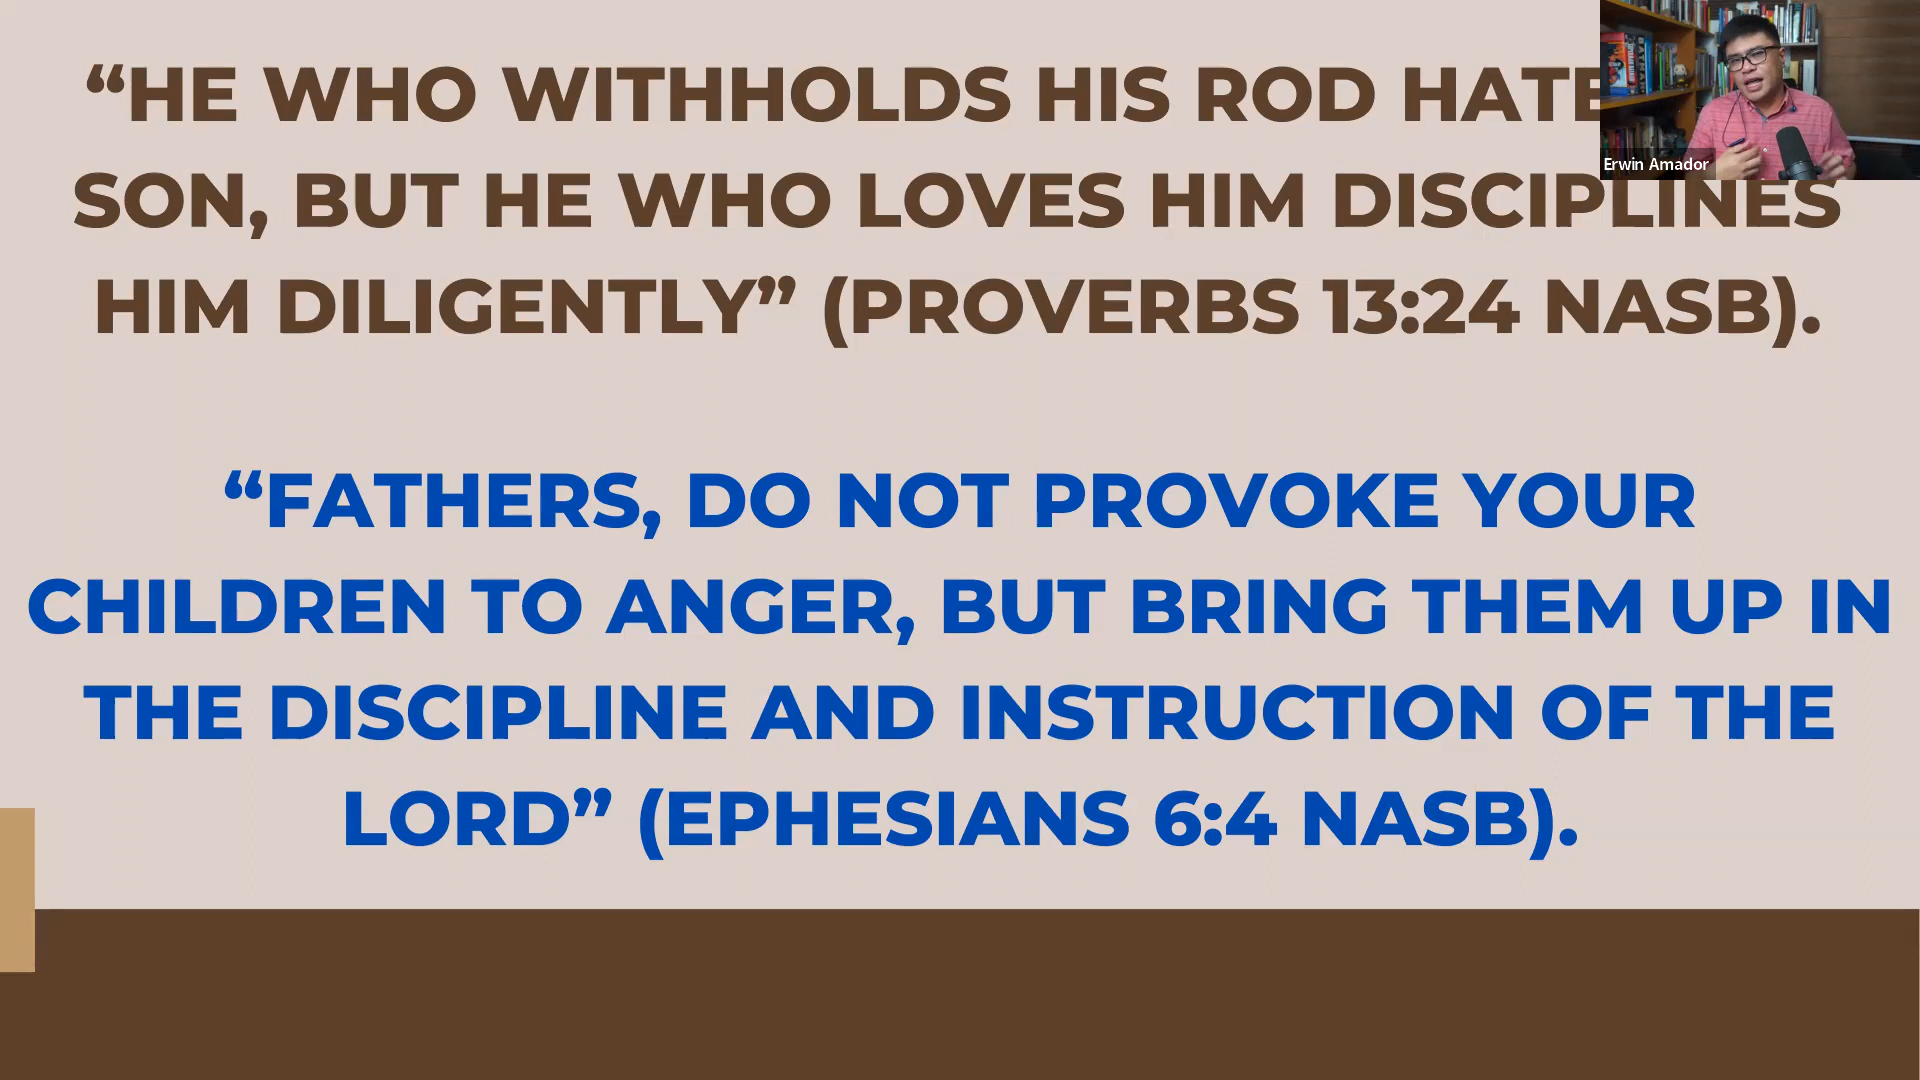 “HE WHO WITHHOLDS HIS ROD
SON, BUT HE WHO LOVES HIM DISCIPLINES
HIM DILIGENTLY” (PROVERBS 13:24 NASB).
“FATHERS, DO NOT PROVOKE YOUR
CHILDREN TO ANGER, BUT BRING THEM UP IN
THE DISCIPLINE AND INSTRUCTION OF THE
LORD” (EPHESIANS 6:4 NASB).
Erwin Amador